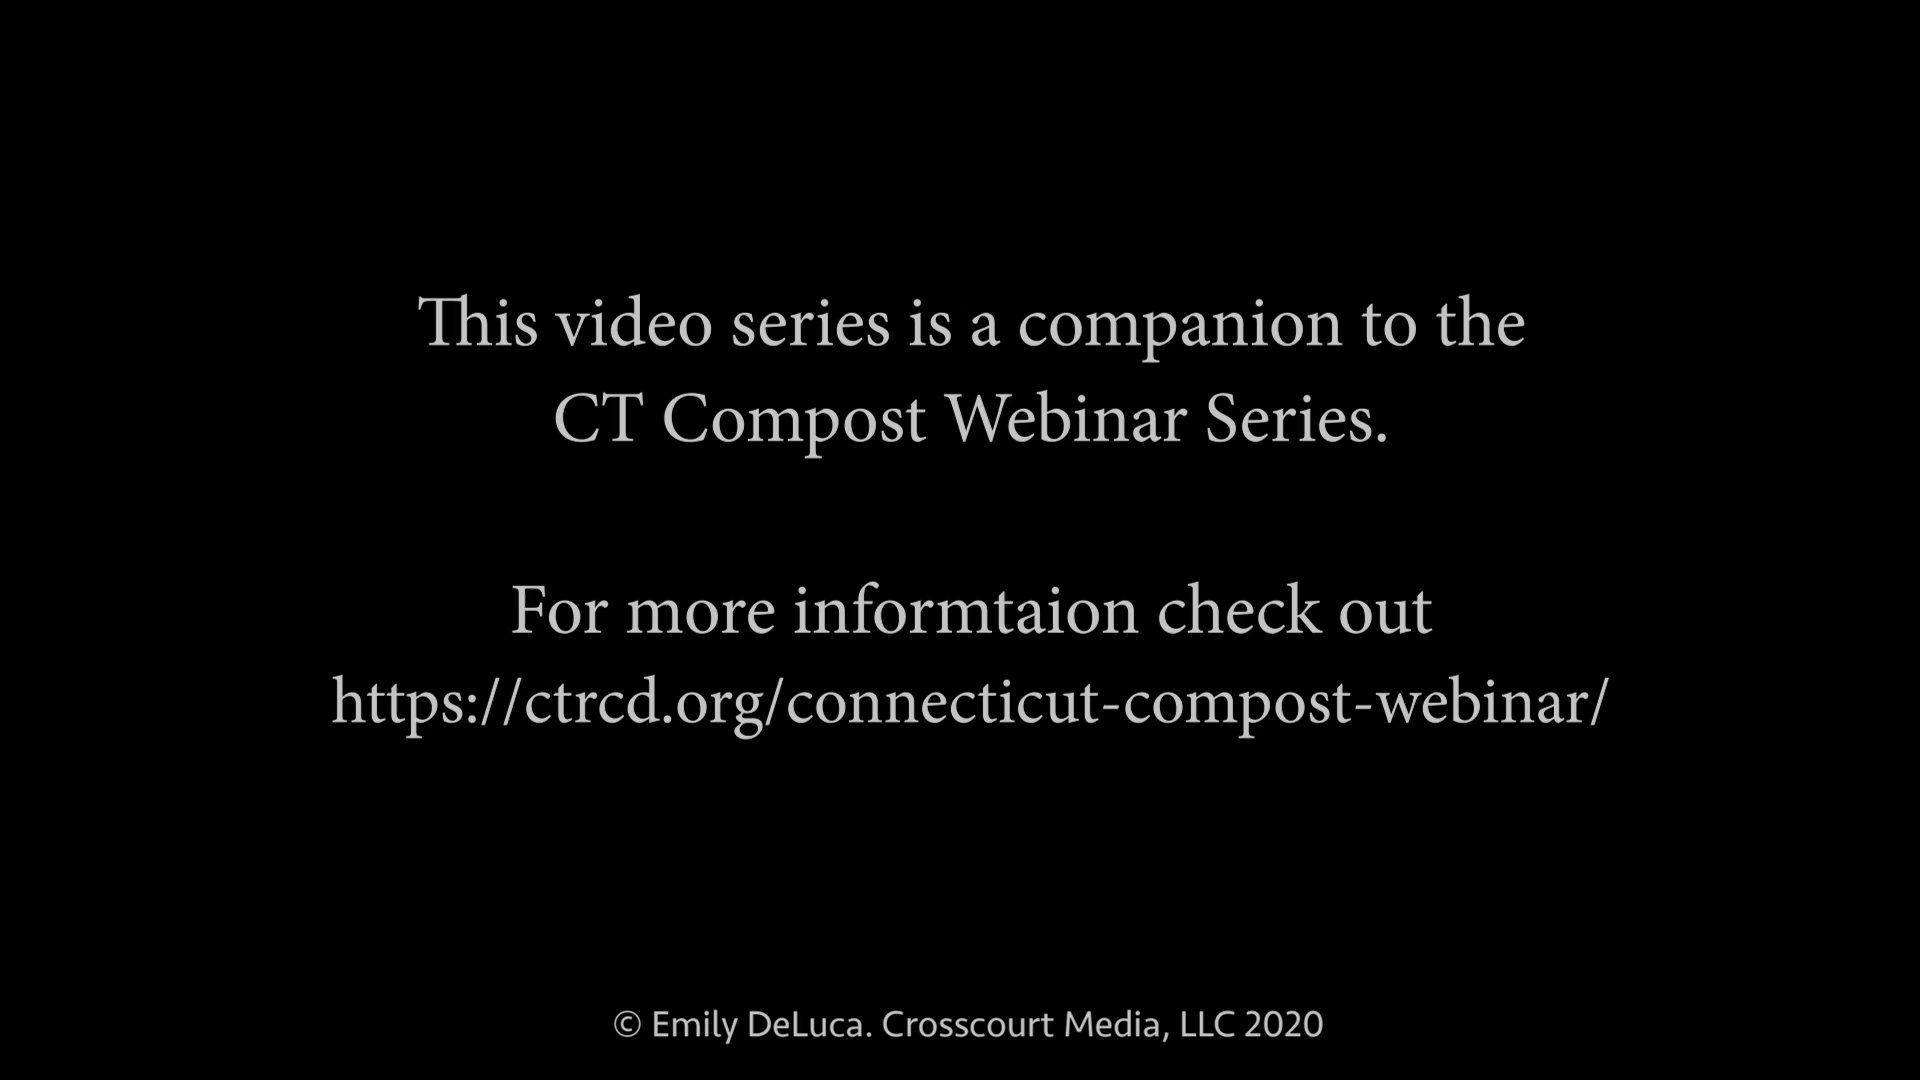 This video series is a companion to the
CT Compost Webinar Series.
For more informtaion check out
https://ctrcd.org/connecticut-compost-webinar/
© Emily DeLuca. Crosscourt Media, LLC 2020